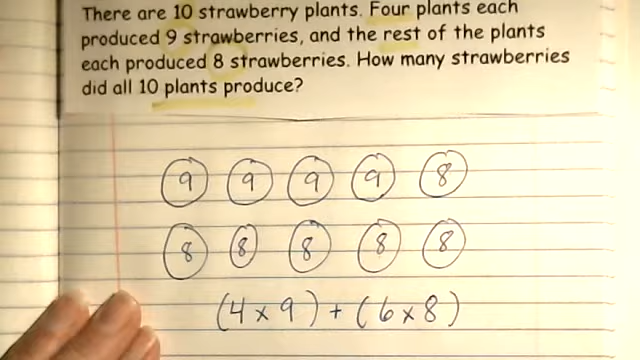 There are 10 strawberry plants. Four plants each
produced 9 strawberries, and the rest of the plants
each produced 8 strawberries. How many strawberries
did all 10 plants produce?
9 9 9 9 8
8 8 8 8 8
(4 x 9) + (6 x 8)